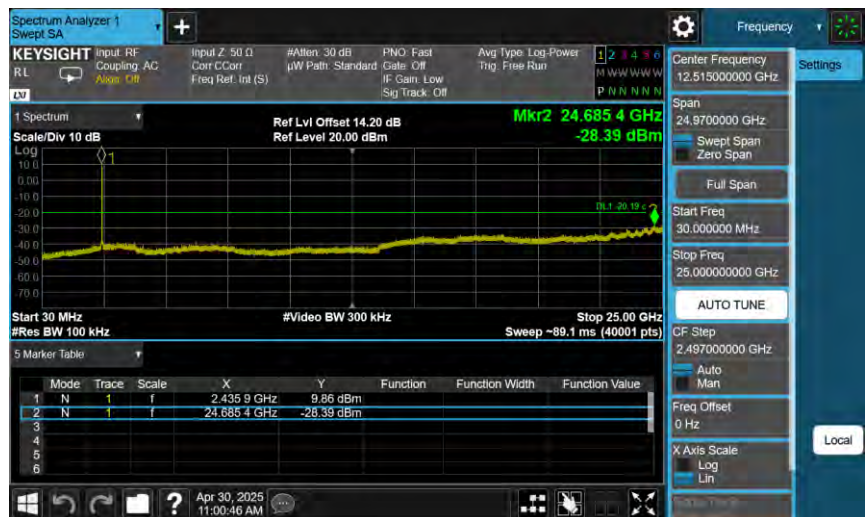 Spectrum Analyzer 1
Swept SA
+
Frequency
KEYSIGHT
RL
LXI
Input: RF
Coupling: AC
Align: Off
Input Z: 50 Ω
Corr CCorr
Freq Ref: Int (S)
#Atten: 30 dB
µW Path: Standard
PNO: Fast
Gate: Off
IF Gain: Low
Sig Track: Off
Avg Type: Log-Power
Trig: Free Run
1 2 3 4 5 6
M W W W W W
P N N N N N
1 Spectrum
Scale/Div 10 dB
Ref Lvl Offset 14.20 dB
Ref Level 20.00 dBm
Mkr2 24.685 4 GHz
-28.39 dBm
Log
1
10.0
0.00
-10.0
-20.0
-30.0
-40.0
-50.0
-60.0
-70.0
DL1 -20.19
2
Start 30 MHz
#Res BW 100 kHz
#Video BW 300 kHz
Stop 25.00 GHz
Sweep ~89.1 ms (40001 pts)
5 Marker Table
Mode Trace Scale X Y Function Function Width Function Value
1 N 1 f 2.435 9 GHz 9.86 dBm
2 N 1 f 24.685 4 GHz -28.39 dBm
3
4
5
6
Apr 30, 2025
11:00:46 AM
Center Frequency
12.515000000 GHz
Span
24.9700000 GHz
Swept Span
Zero Span
Full Span
Start Freq
30.000000 MHz
Stop Freq
25.000000000 GHz
AUTO TUNE
CF Step
2.497000000 GHz
Auto
Man
Freq Offset
0 Hz
X Axis Scale
Log
Lin
Settings
Local